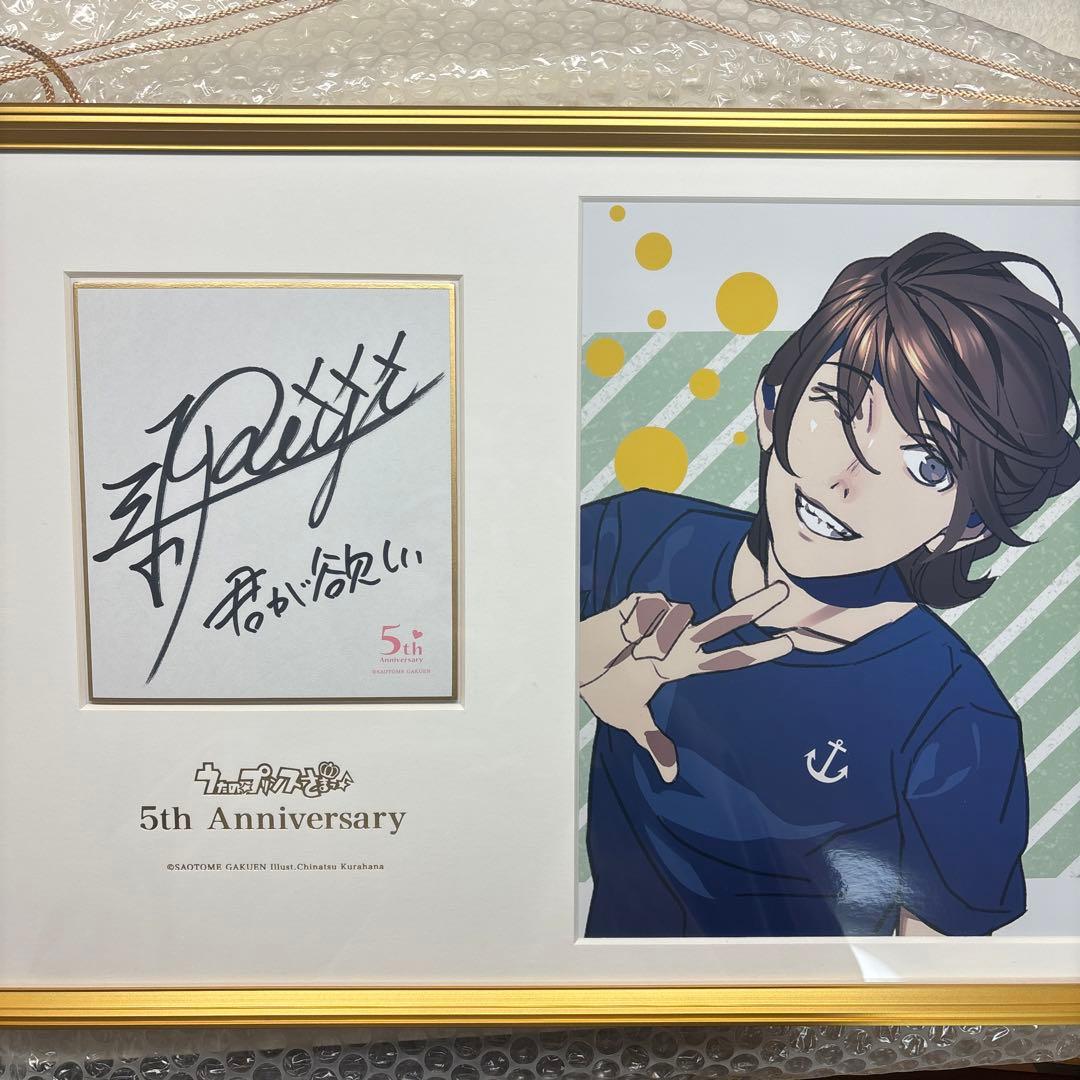 君が欲しい
5th
Anniversary
©SAOTOME GAKUEN
うたの☆プリンスさまっ♪
5th Anniversary
©SAOTOME GAKUEN Illust.Chinatsu Kurahana